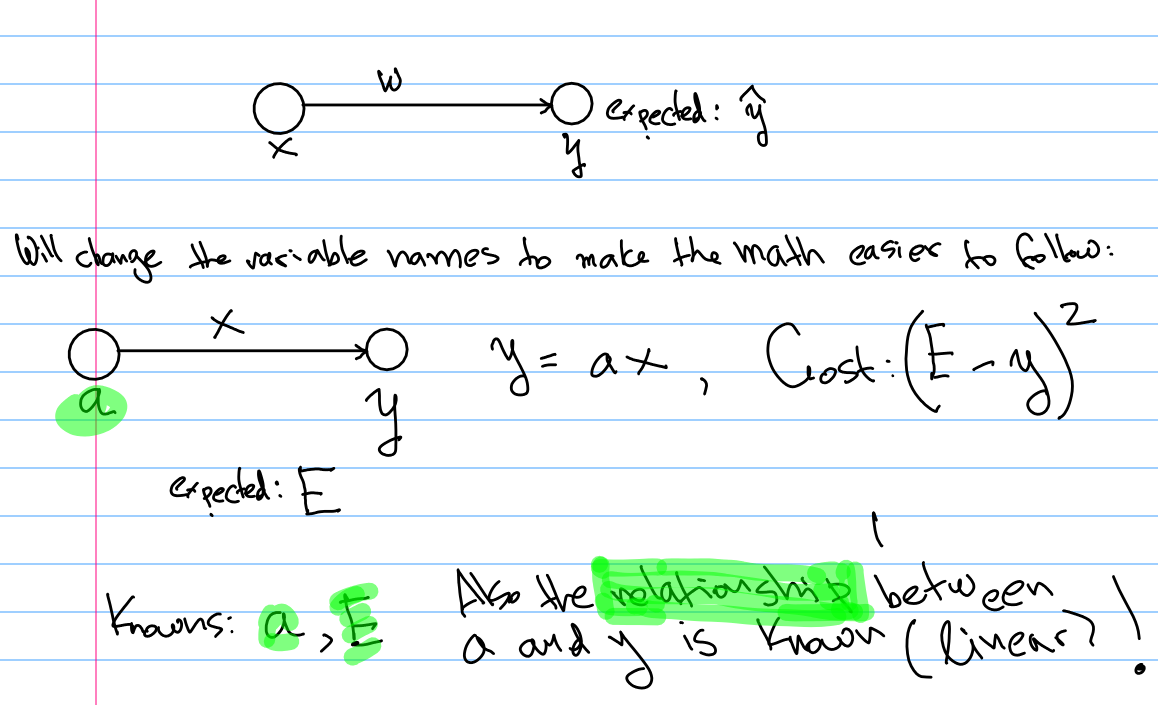 w
expected: ŷ
x
y
Will change the variable names to make the math easier to follow:
x
y = ax, Cost: (E - y)²
a
y
expected: E
Knowns: a, E
Also the relationship between
a and y is known (linear)!